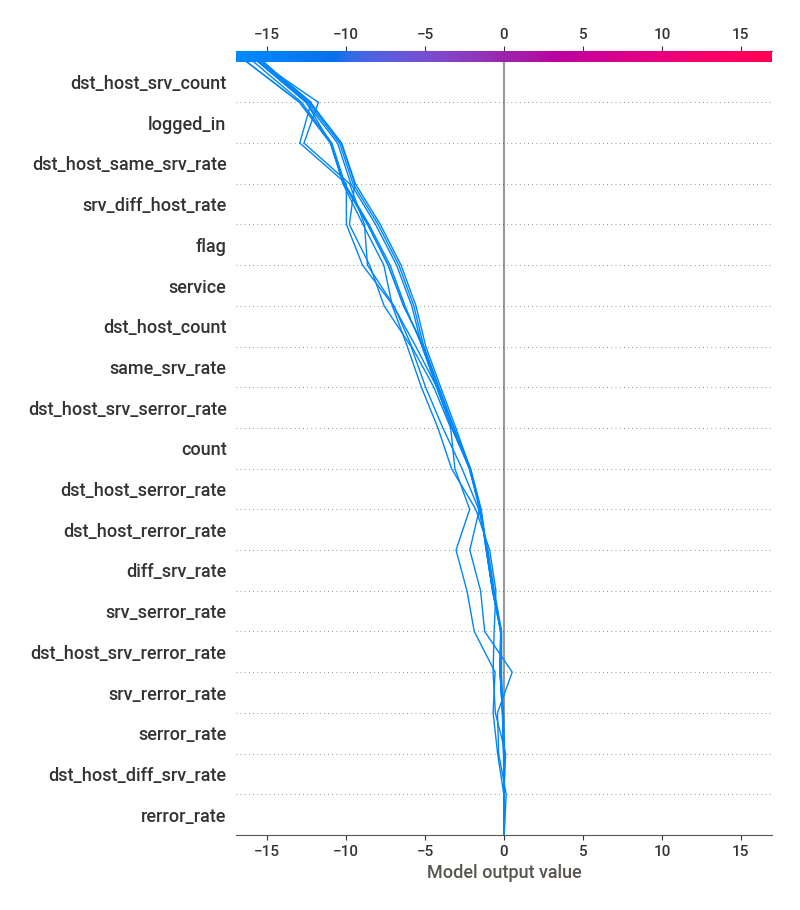 −15 −10 −5 0 5 10 15
dst_host_srv_count
logged_in
dst_host_same_srv_rate
srv_diff_host_rate
flag
service
dst_host_count
same_srv_rate
dst_host_srv_serror_rate
count
dst_host_serror_rate
dst_host_rerror_rate
diff_srv_rate
srv_serror_rate
dst_host_srv_rerror_rate
srv_rerror_rate
serror_rate
dst_host_diff_srv_rate
rerror_rate
−15 −10 −5 0 5 10 15
Model output value